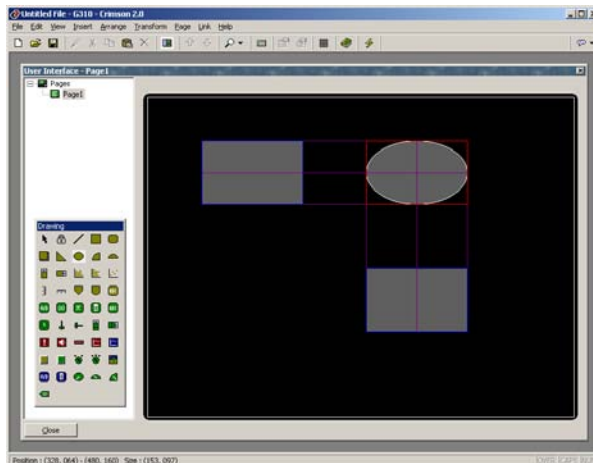 Untitled File - G310 - Crimson 2.0
File Edit View Insert Arrange Transform Page Link Help
User Interface - Page1
Pages
Page1
Drawing
Close
Position : (328, 064) - (480, 160) Size : (153, 097)